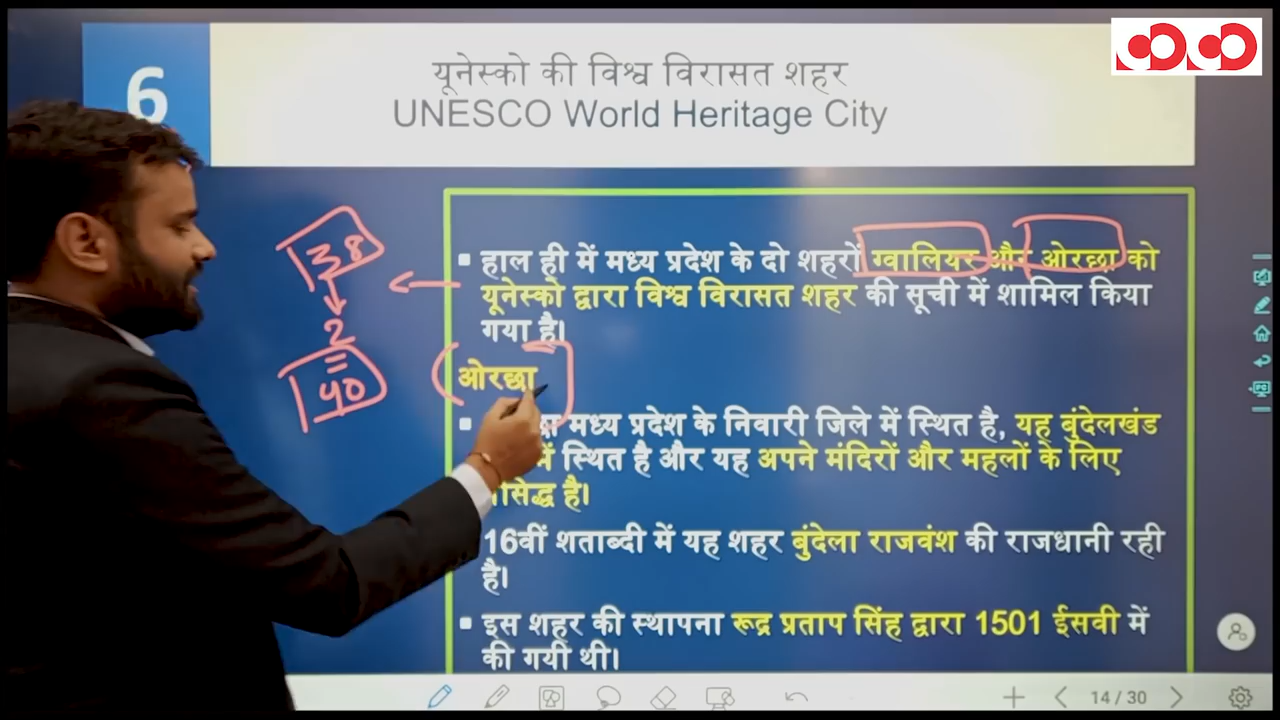 6
यूनेस्को की विश्व विरासत शहर
UNESCO World Heritage City
38
2
40
हाल ही में मध्य प्रदेश के दो शहरों ग्वालियर और ओरछा को
यूनेस्को द्वारा विश्व विरासत शहर की सूची में शामिल किया
गया है।
ओरछा
मध्य प्रदेश के निवारी जिले में स्थित है, यह बुंदेलखंड
में स्थित है और यह अपने मंदिरों और महलों के लिए
है।
16वीं शताब्दी में यह शहर बुंदेला राजवंश की राजधानी रही
है।
इस शहर की स्थापना रूद्र प्रताप सिंह द्वारा 1501 ईसवी में
की गयी थी।
14 / 30